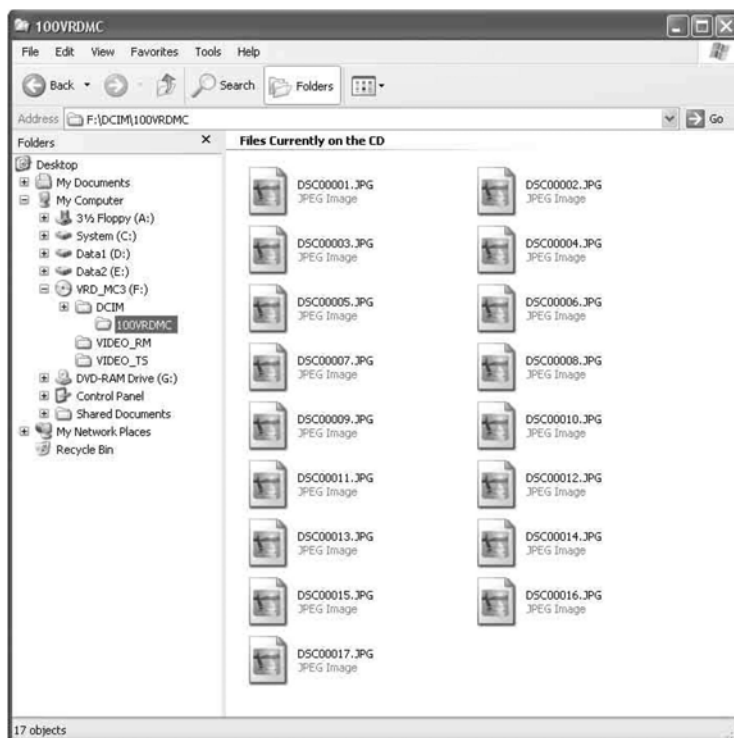 100VRDMC
File Edit View Favorites Tools Help
Back Search Folders
Address F:\DCIM\100VRDMC Go
Folders
Desktop
My Documents
My Computer
3½ Floppy (A:)
System (C:)
Data1 (D:)
Data2 (E:)
VRD_MC3 (F:)
DCIM
100VRDMC
VIDEO_RM
VIDEO_TS
DVD-RAM Drive (G:)
Control Panel
Shared Documents
My Network Places
Recycle Bin
Files Currently on the CD
DSC00001.JPG DSC00002.JPG
JPEG Image JPEG Image
DSC00003.JPG DSC00004.JPG
JPEG Image JPEG Image
DSC00005.JPG DSC00006.JPG
JPEG Image JPEG Image
DSC00007.JPG DSC00008.JPG
JPEG Image JPEG Image
DSC00009.JPG DSC00010.JPG
JPEG Image JPEG Image
DSC00011.JPG DSC00012.JPG
JPEG Image JPEG Image
DSC00013.JPG DSC00014.JPG
JPEG Image JPEG Image
DSC00015.JPG DSC00016.JPG
JPEG Image JPEG Image
DSC00017.JPG
JPEG Image
17 objects